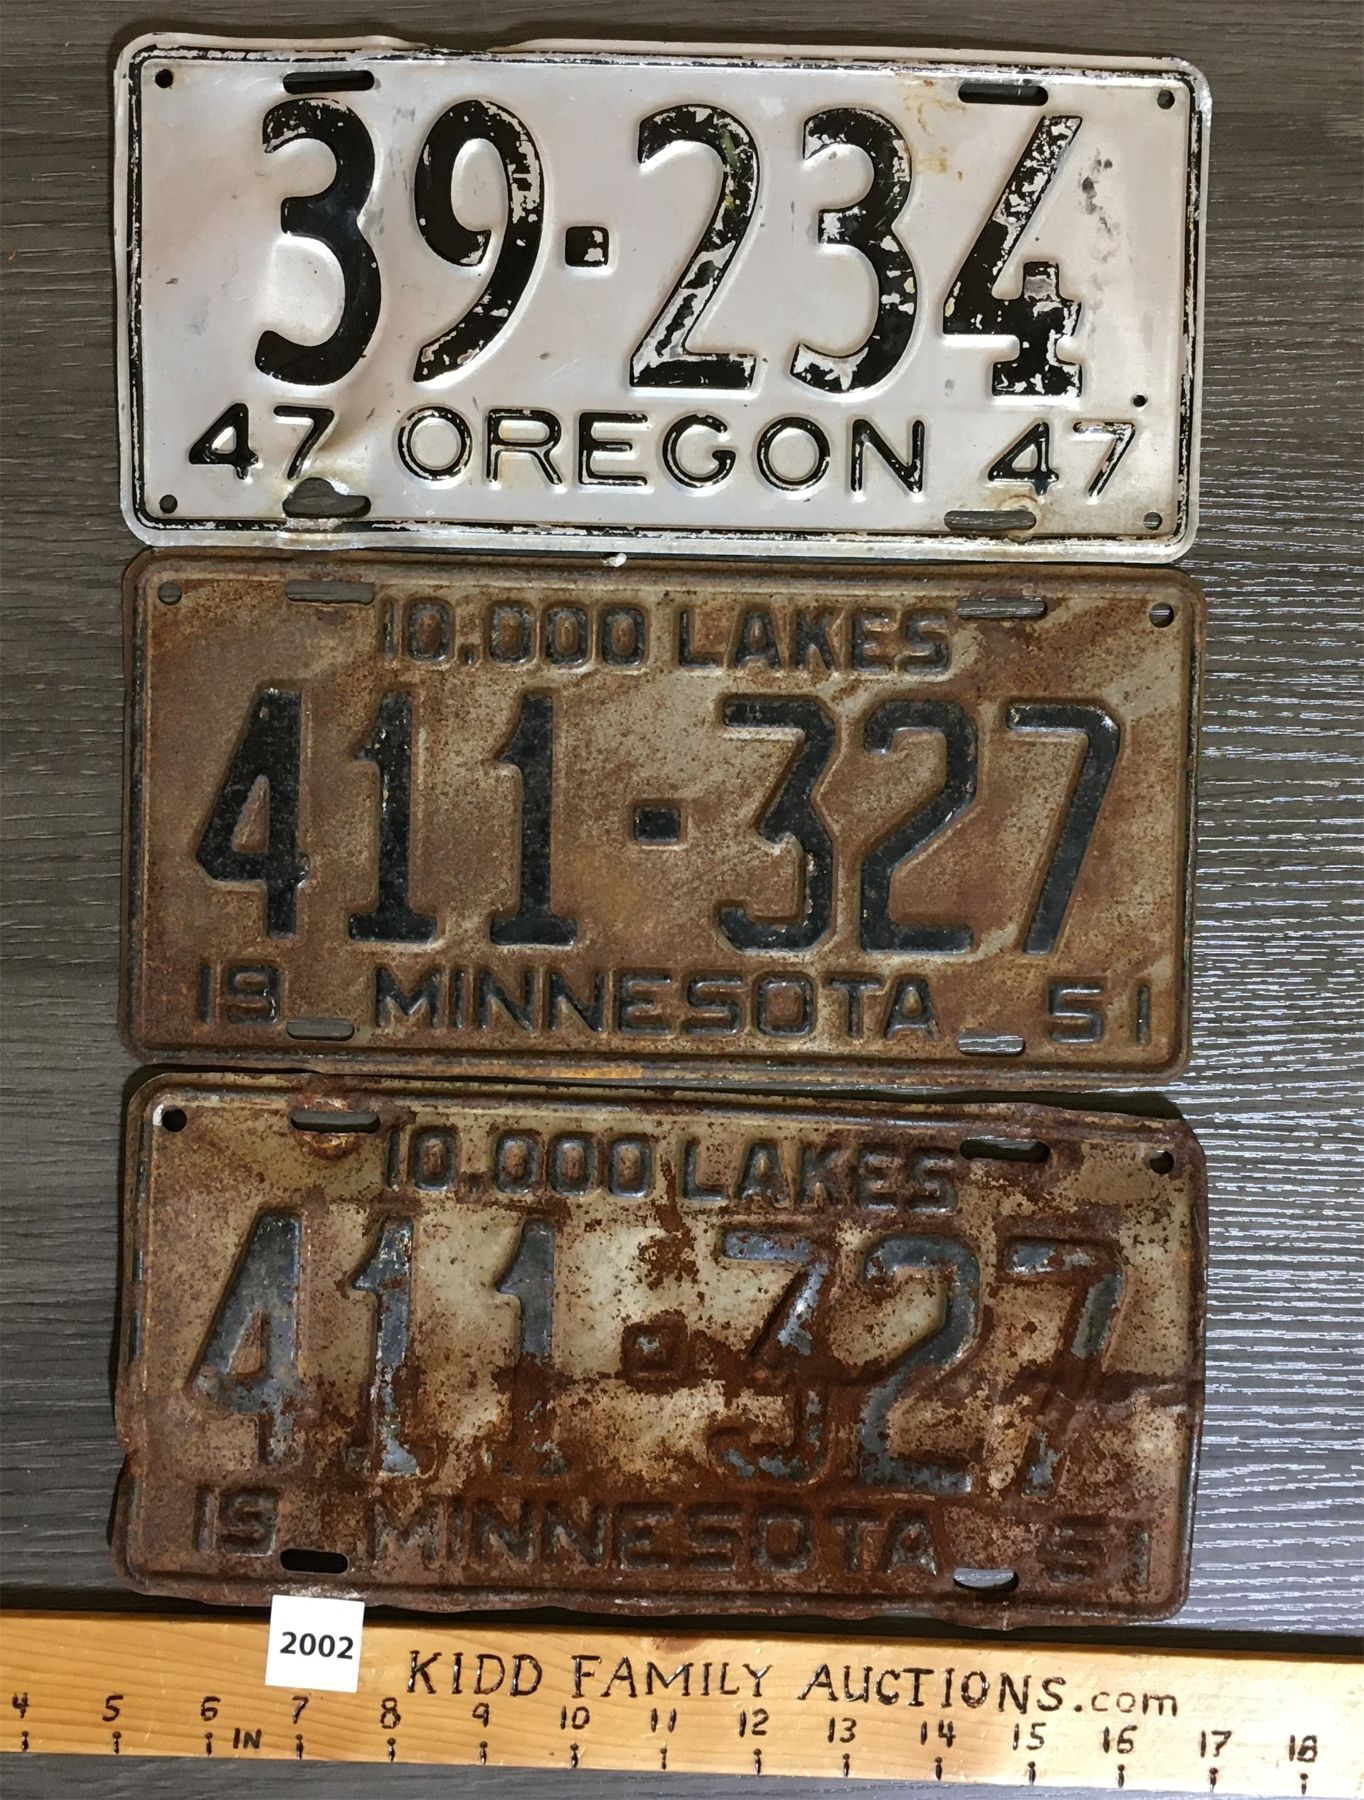 39-234
47 OREGON 47
10,000 LAKES
411-327
19 MINNESOTA 51
10,000 LAKES
411-327
19 MINNESOTA 51
2002
KIDD FAMILY AUCTIONS.com
4 5 6 IN 7 8 9 10 11 12 13 14 15 16 17 18